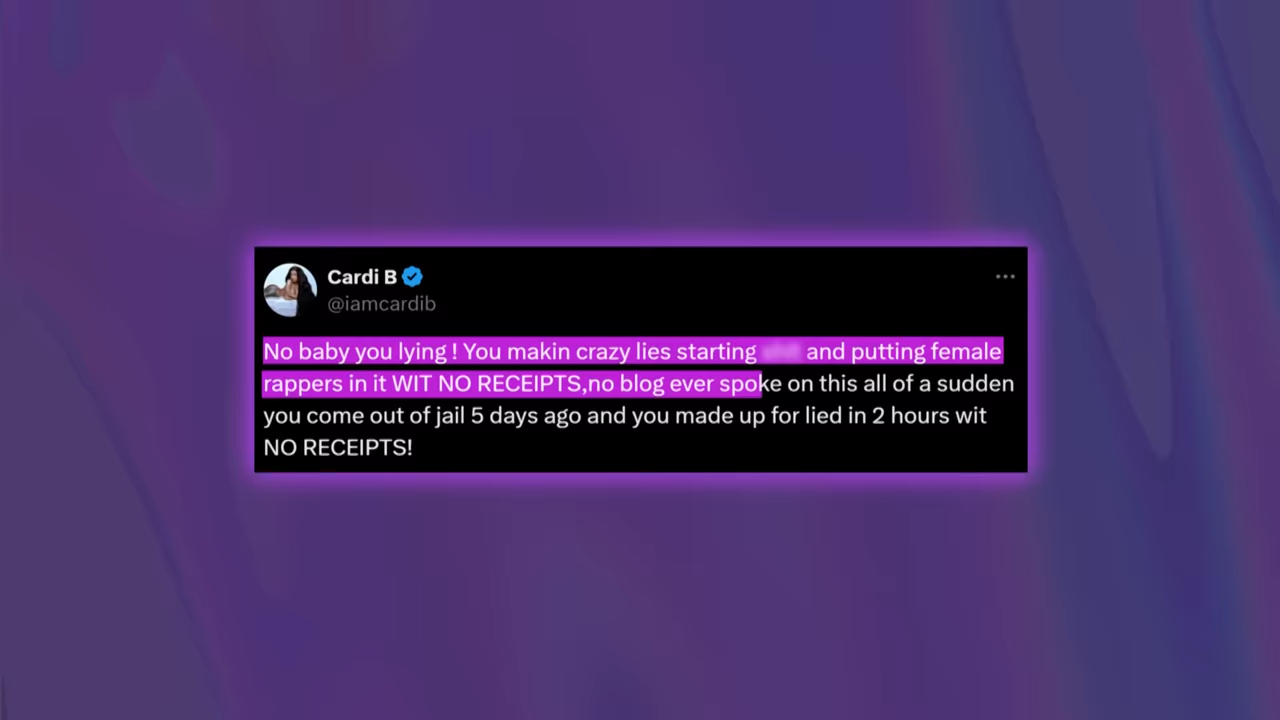 Cardi B
@iamcardib
No baby you lying ! You makin crazy lies starting and putting female
rappers in it WIT NO RECEIPTS,no blog ever spoke on this all of a sudden
you come out of jail 5 days ago and you made up for lied in 2 hours wit
NO RECEIPTS!